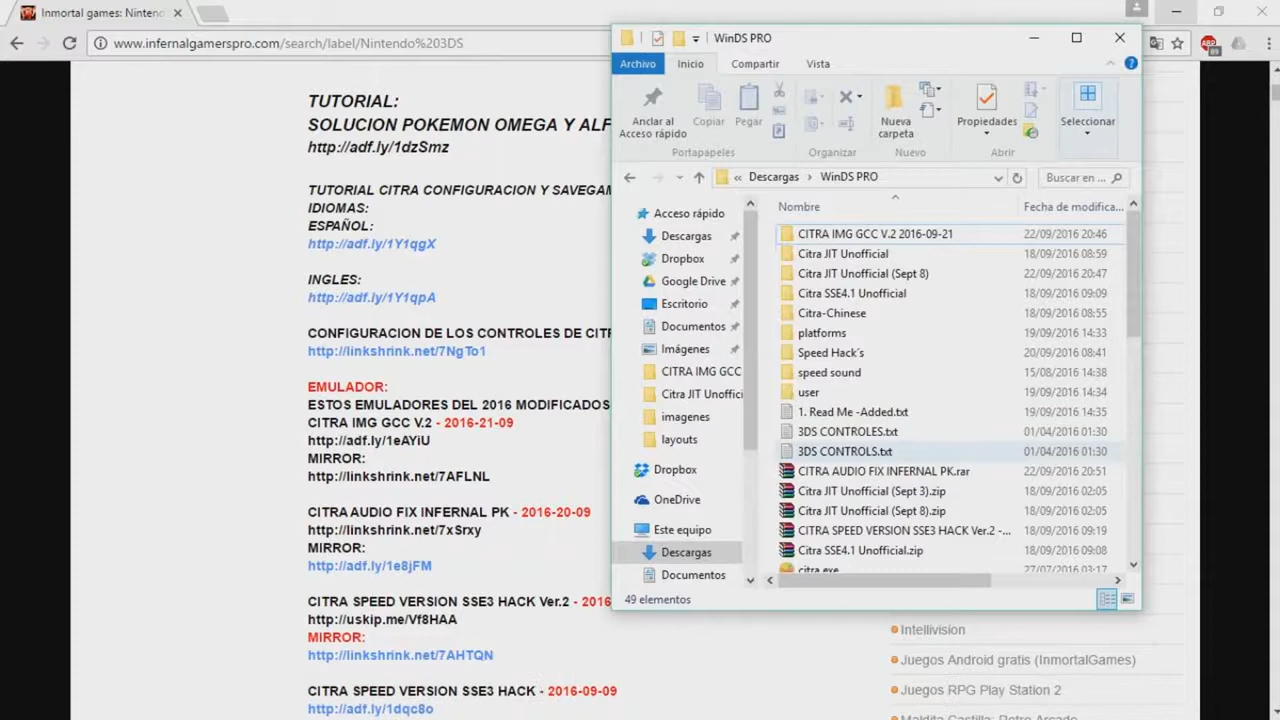 Inmortal games: Nintend
www.infernalgamerspro.com/search/label/Nintendo%203DS
TUTORIAL:
SOLUCION POKEMON OMEGA Y ALF
http://adf.ly/1dzSmz
TUTORIAL CITRA CONFIGURACION Y SAVEGAM
IDIOMAS:
ESPAÑOL:
http://adf.ly/1Y1qgX
INGLES:
http://adf.ly/1Y1qpA
CONFIGURACION DE LOS CONTROLES DE CITR
http://linkshrink.net/7NgTo1
EMULADOR:
ESTOS EMULADORES DEL 2016 MODIFICADOS
CITRA IMG GCC V.2 - 2016-21-09
http://adf.ly/1eAYiU
MIRROR:
http://linkshrink.net/7AFLNL
CITRA AUDIO FIX INFERNAL PK - 2016-20-09
http://linkshrink.net/7xSrxy
MIRROR:
http://adf.ly/1e8jFM
CITRA SPEED VERSION SSE3 HACK Ver.2 - 2016
http://uskip.me/Vf8HAA
MIRROR:
http://linkshrink.net/7AHTQN
CITRA SPEED VERSION SSE3 HACK - 2016-09-09
http://adf.ly/1dqc8o
WinDS PRO
Archivo Inicio Compartir Vista
Anclar al Acceso rápido
Copiar
Pegar
Nueva carpeta
Propiedades
Seleccionar
Portapapeles Organizar Nuevo Abrir
« Descargas › WinDS PRO
Buscar en ...
Acceso rápido
Descargas
Dropbox
Google Drive
Escritorio
Documentos
Imágenes
CITRA IMG GCC
Citra JIT Unoffici
imagenes
layouts
Dropbox
OneDrive
Este equipo
Descargas
Documentos
Nombre Fecha de modifica...
CITRA IMG GCC V.2 2016-09-21 22/09/2016 20:46
Citra JIT Unofficial 18/09/2016 08:59
Citra JIT Unofficial (Sept 8) 22/09/2016 20:47
Citra SSE4.1 Unofficial 18/09/2016 09:09
Citra-Chinese 18/09/2016 08:55
platforms 19/09/2016 14:33
Speed Hack´s 20/09/2016 08:41
speed sound 15/08/2016 14:38
user 19/09/2016 14:34
1. Read Me -Added.txt 19/09/2016 14:35
3DS CONTROLES.txt 01/04/2016 01:30
3DS CONTROLS.txt 01/04/2016 01:30
CITRA AUDIO FIX INFERNAL PK.rar 22/09/2016 20:51
Citra JIT Unofficial (Sept 3).zip 18/09/2016 02:05
Citra JIT Unofficial (Sept 8).zip 18/09/2016 02:05
CITRA SPEED VERSION SSE3 HACK Ver.2 -... 18/09/2016 09:19
Citra SSE4.1 Unofficial.zip 18/09/2016 09:08
citra.exe 27/07/2016 03:17
49 elementos
Intellivision
Juegos Android gratis (InmortalGames)
Juegos RPG Play Station 2
Maldita Castilla: Retro Arcade